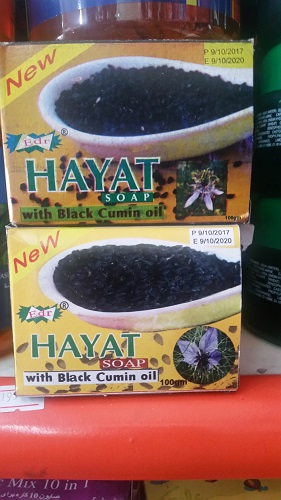 New
P 9/10/2017
E 9/10/2020
Edr®
HAYAT
SOAP
with Black Cumin oil
100gm
New
P 9/10/2017
E 9/10/2020
Edr®
HAYAT
SOAP
with Black Cumin oil
100gm
MIX 10 in 1